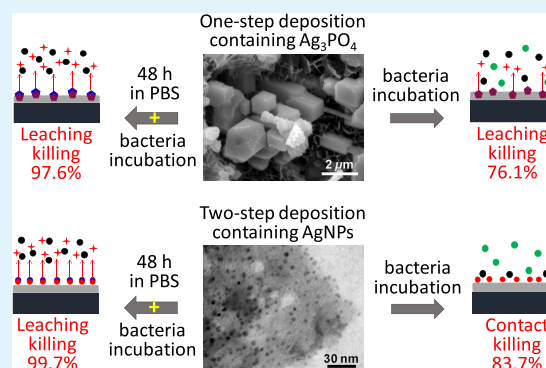 One-step deposition
containing Ag₃PO₄
48 h
in PBS
+
bacteria
incubation
Leaching
killing
97.6%
2 µm
bacteria
incubation
Leaching
killing
76.1%
Two-step deposition
containing AgNPs
48 h
in PBS
+
bacteria
incubation
Leaching
killing
99.7%
30 nm
bacteria
incubation
Contact
killing
83.7%